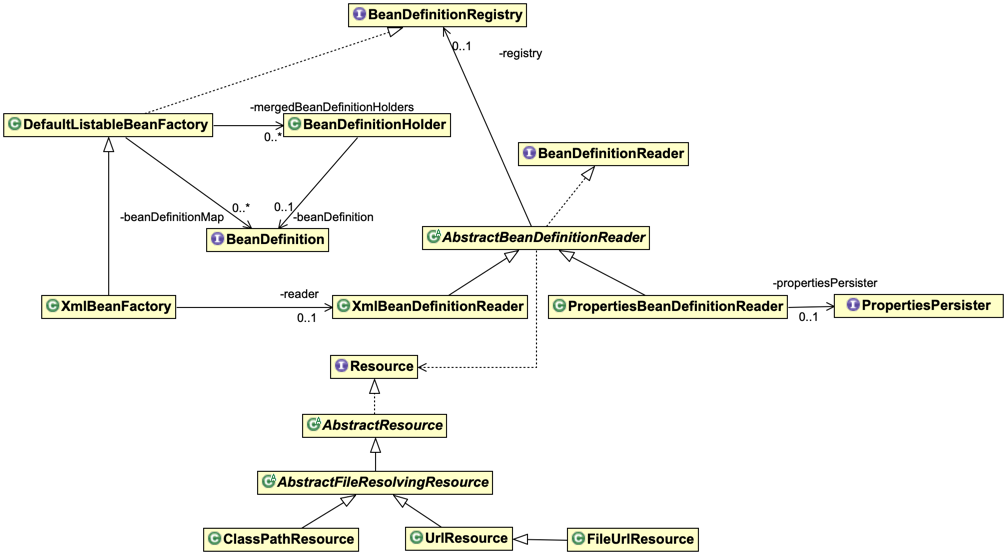 BeanDefinitionRegistry
0..1
-registry
-mergedBeanDefinitionHolders
DefaultListableBeanFactory
BeanDefinitionHolder
0..*
BeanDefinitionReader
0..*
0..1
-beanDefinitionMap
-beanDefinition
BeanDefinition
AbstractBeanDefinitionReader
-reader
-propertiesPersister
XmlBeanFactory
XmlBeanDefinitionReader
PropertiesBeanDefinitionReader
PropertiesPersister
0..1
0..1
Resource
AbstractResource
AbstractFileResolvingResource
ClassPathResource
UrlResource
FileUrlResource